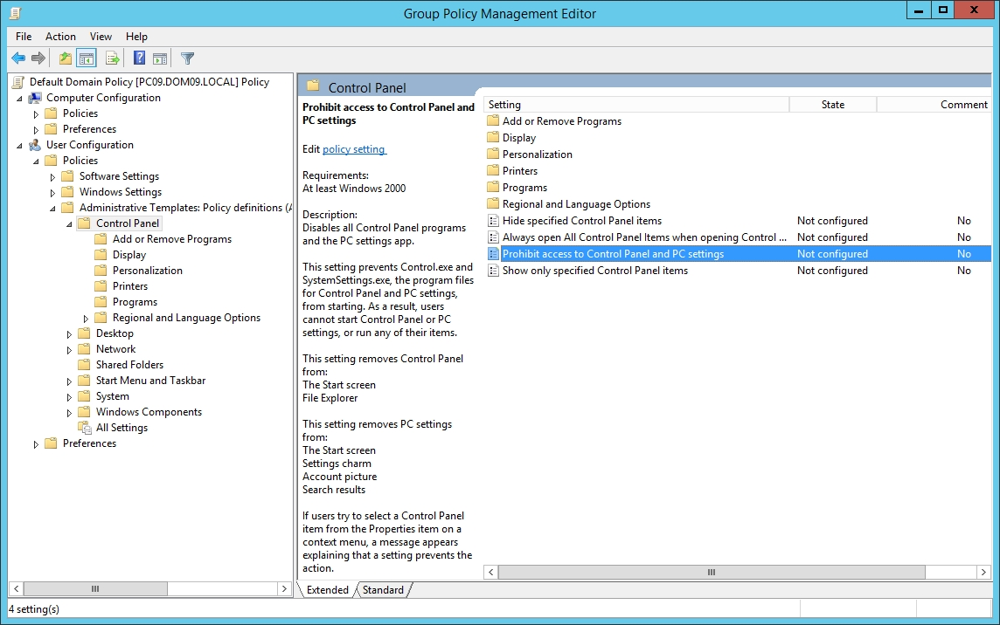 Group Policy Management Editor
File Action View Help
Default Domain Policy [PC09.DOM09.LOCAL] Policy
Computer Configuration
Policies
Preferences
User Configuration
Policies
Software Settings
Windows Settings
Administrative Templates: Policy definitions (A
Control Panel
Add or Remove Programs
Display
Personalization
Printers
Programs
Regional and Language Options
Desktop
Network
Shared Folders
Start Menu and Taskbar
System
Windows Components
All Settings
Preferences
Control Panel
Prohibit access to Control Panel and
PC settings
Edit policy setting
Requirements:
At least Windows 2000
Description:
Disables all Control Panel programs
and the PC settings app.
This setting prevents Control.exe and
SystemSettings.exe, the program files
for Control Panel and PC settings,
from starting. As a result, users
cannot start Control Panel or PC
settings, or run any of their items.
This setting removes Control Panel
from:
The Start screen
File Explorer
This setting removes PC settings
from:
The Start screen
Settings charm
Account picture
Search results
If users try to select a Control Panel
item from the Properties item on a
context menu, a message appears
explaining that a setting prevents the
action.
Setting State Comment
Add or Remove Programs
Display
Personalization
Printers
Programs
Regional and Language Options
Hide specified Control Panel items Not configured No
Always open All Control Panel Items when opening Control ... Not configured No
Prohibit access to Control Panel and PC settings Not configured No
Show only specified Control Panel items Not configured No
Extended Standard
4 setting(s)